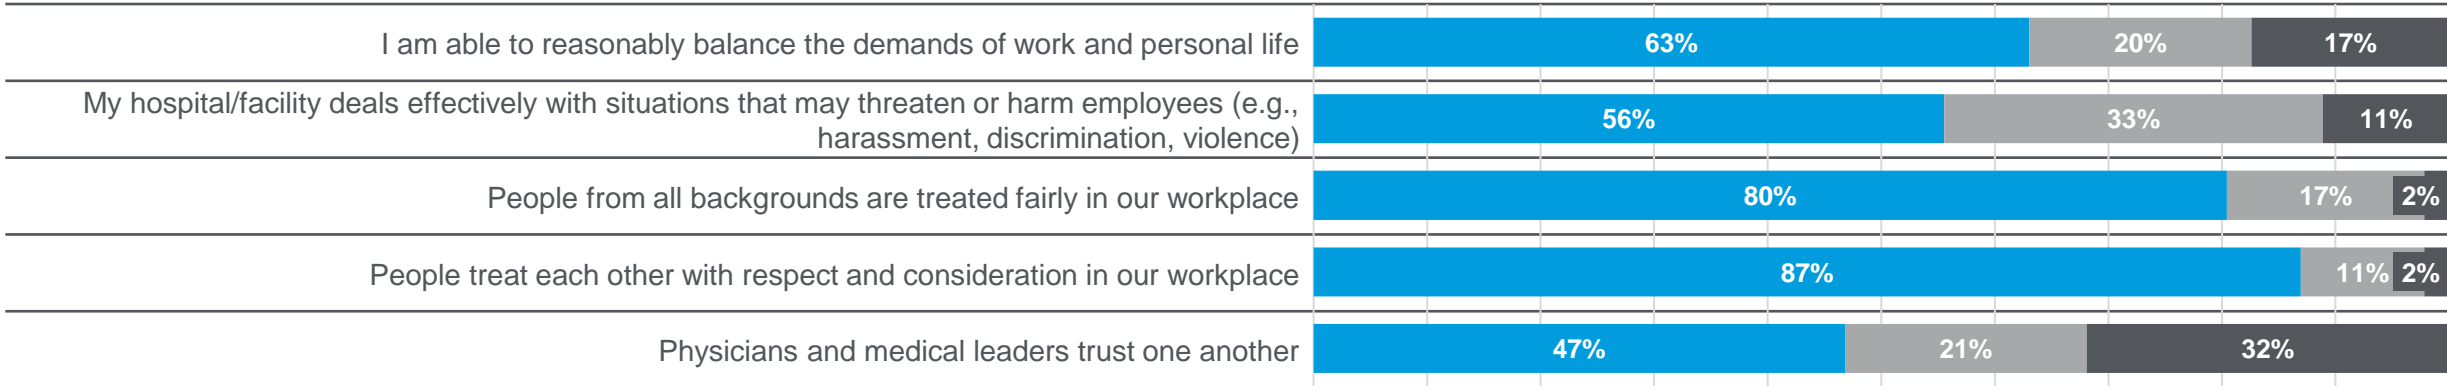 I am able to reasonably balance the demands of work and personal life 63% 20% 17%
My hospital/facility deals effectively with situations that may threaten or harm employees (e.g.,
harassment, discrimination, violence) 56% 33% 11%
People from all backgrounds are treated fairly in our workplace 80% 17% 2%
People treat each other with respect and consideration in our workplace 87% 11% 2%
Physicians and medical leaders trust one another 47% 21% 32%